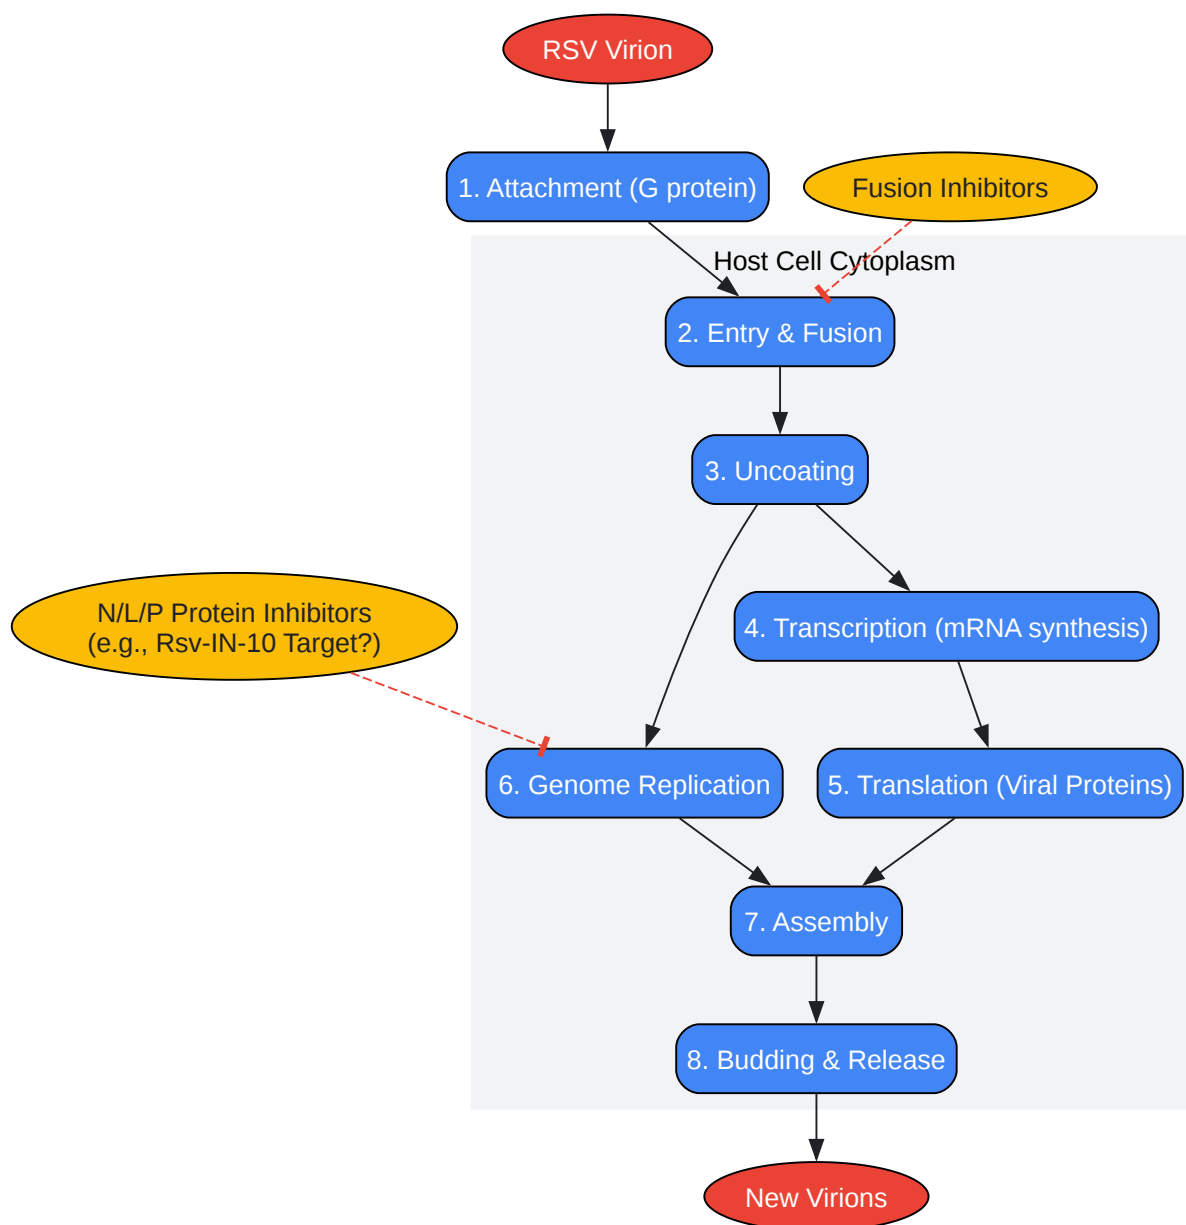 RSV Virion
1. Attachment (G protein)
Fusion Inhibitors
Host Cell Cytoplasm
2. Entry & Fusion
3. Uncoating
N/L/P Protein Inhibitors
(e.g., Rsv-IN-10 Target?)
4. Transcription (mRNA synthesis)
6. Genome Replication
5. Translation (Viral Proteins)
7. Assembly
8. Budding & Release
New Virions